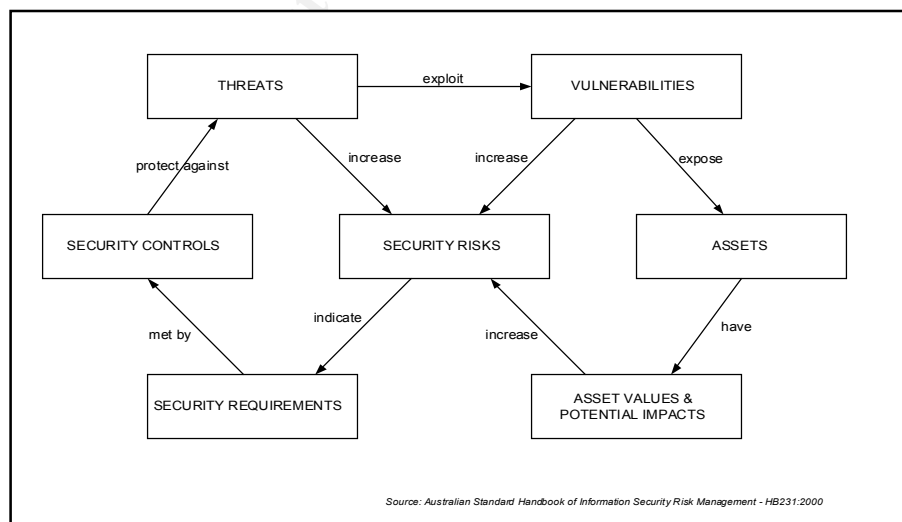 THREATS
exploit
VULNERABILITIES
protect against
increase
increase
expose
SECURITY CONTROLS
SECURITY RISKS
ASSETS
met by
indicate
increase
have
SECURITY REQUIREMENTS
ASSET VALUES &
POTENTIAL IMPACTS
Source: Australian Standard Handbook of Information Security Risk Management - HB231:2000